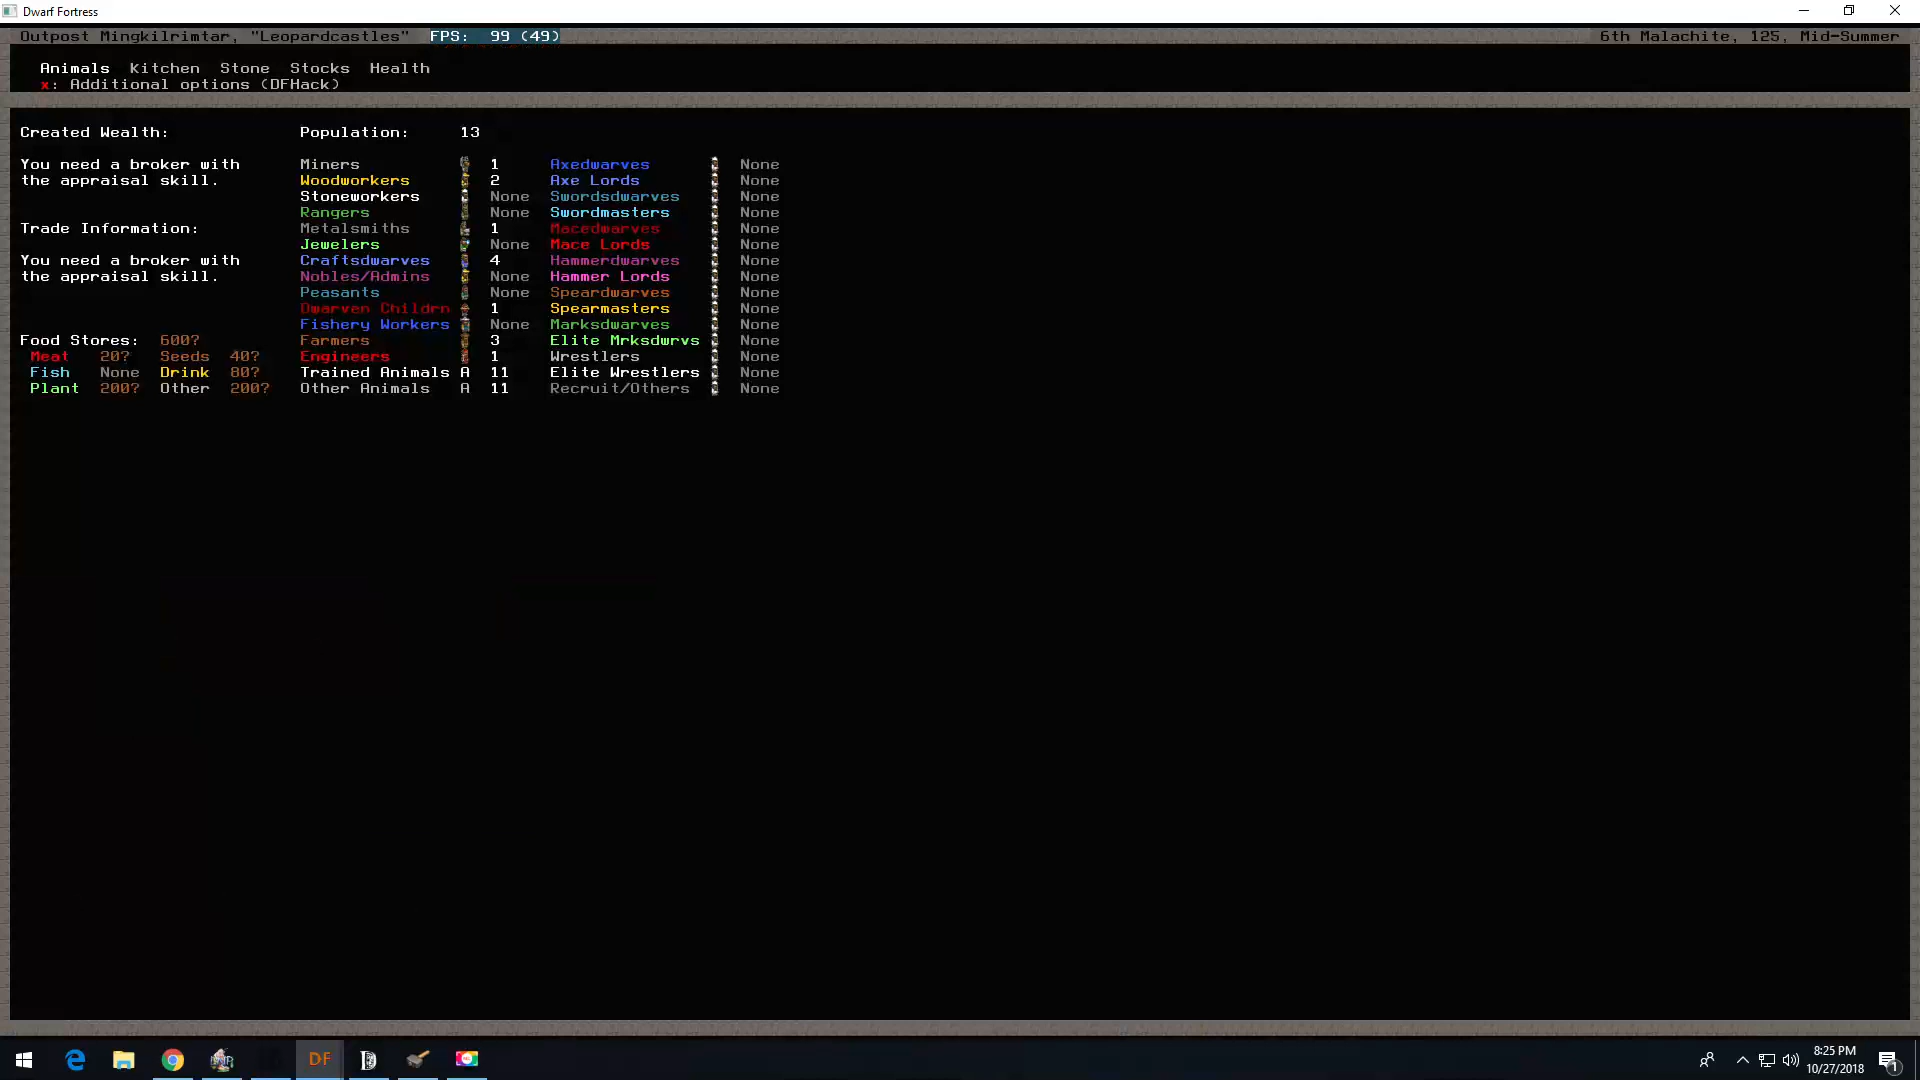 Dwarf Fortress
Outpost Mingkilrimtar, "Leopardcastles" FPS: 99 (49) 6th Malachite, 125, Mid-Summer
Animals Kitchen Stone Stocks Health
x: Additional options (DFHack)
Created Wealth: Population: 13
You need a broker with Miners 1 Axedwarves None
the appraisal skill. Woodworkers 2 Axe Lords None
Stoneworkers None Swordsdwarves None
Rangers None Swordmasters None
Trade Information: Metalsmiths 1 Macedwarves None
Jewelers None Mace Lords None
You need a broker with Craftsdwarves 4 Hammerdwarves None
the appraisal skill. Nobles/Admins None Hammer Lords None
Peasants None Speardwarves None
Dwarven Childrn 1 Spearmasters None
Fishery Workers None Marksdwarves None
Food Stores: 600? Farmers 3 Elite Mrksdwrvs None
Meat 20? Seeds 40? Engineers 1 Wrestlers None
Fish None Drink 80? Trained Animals A 11 Elite Wrestlers None
Plant 200? Other 200? Other Animals A 11 Recruit/Others None
DF
8:25 PM
10/27/2018
1